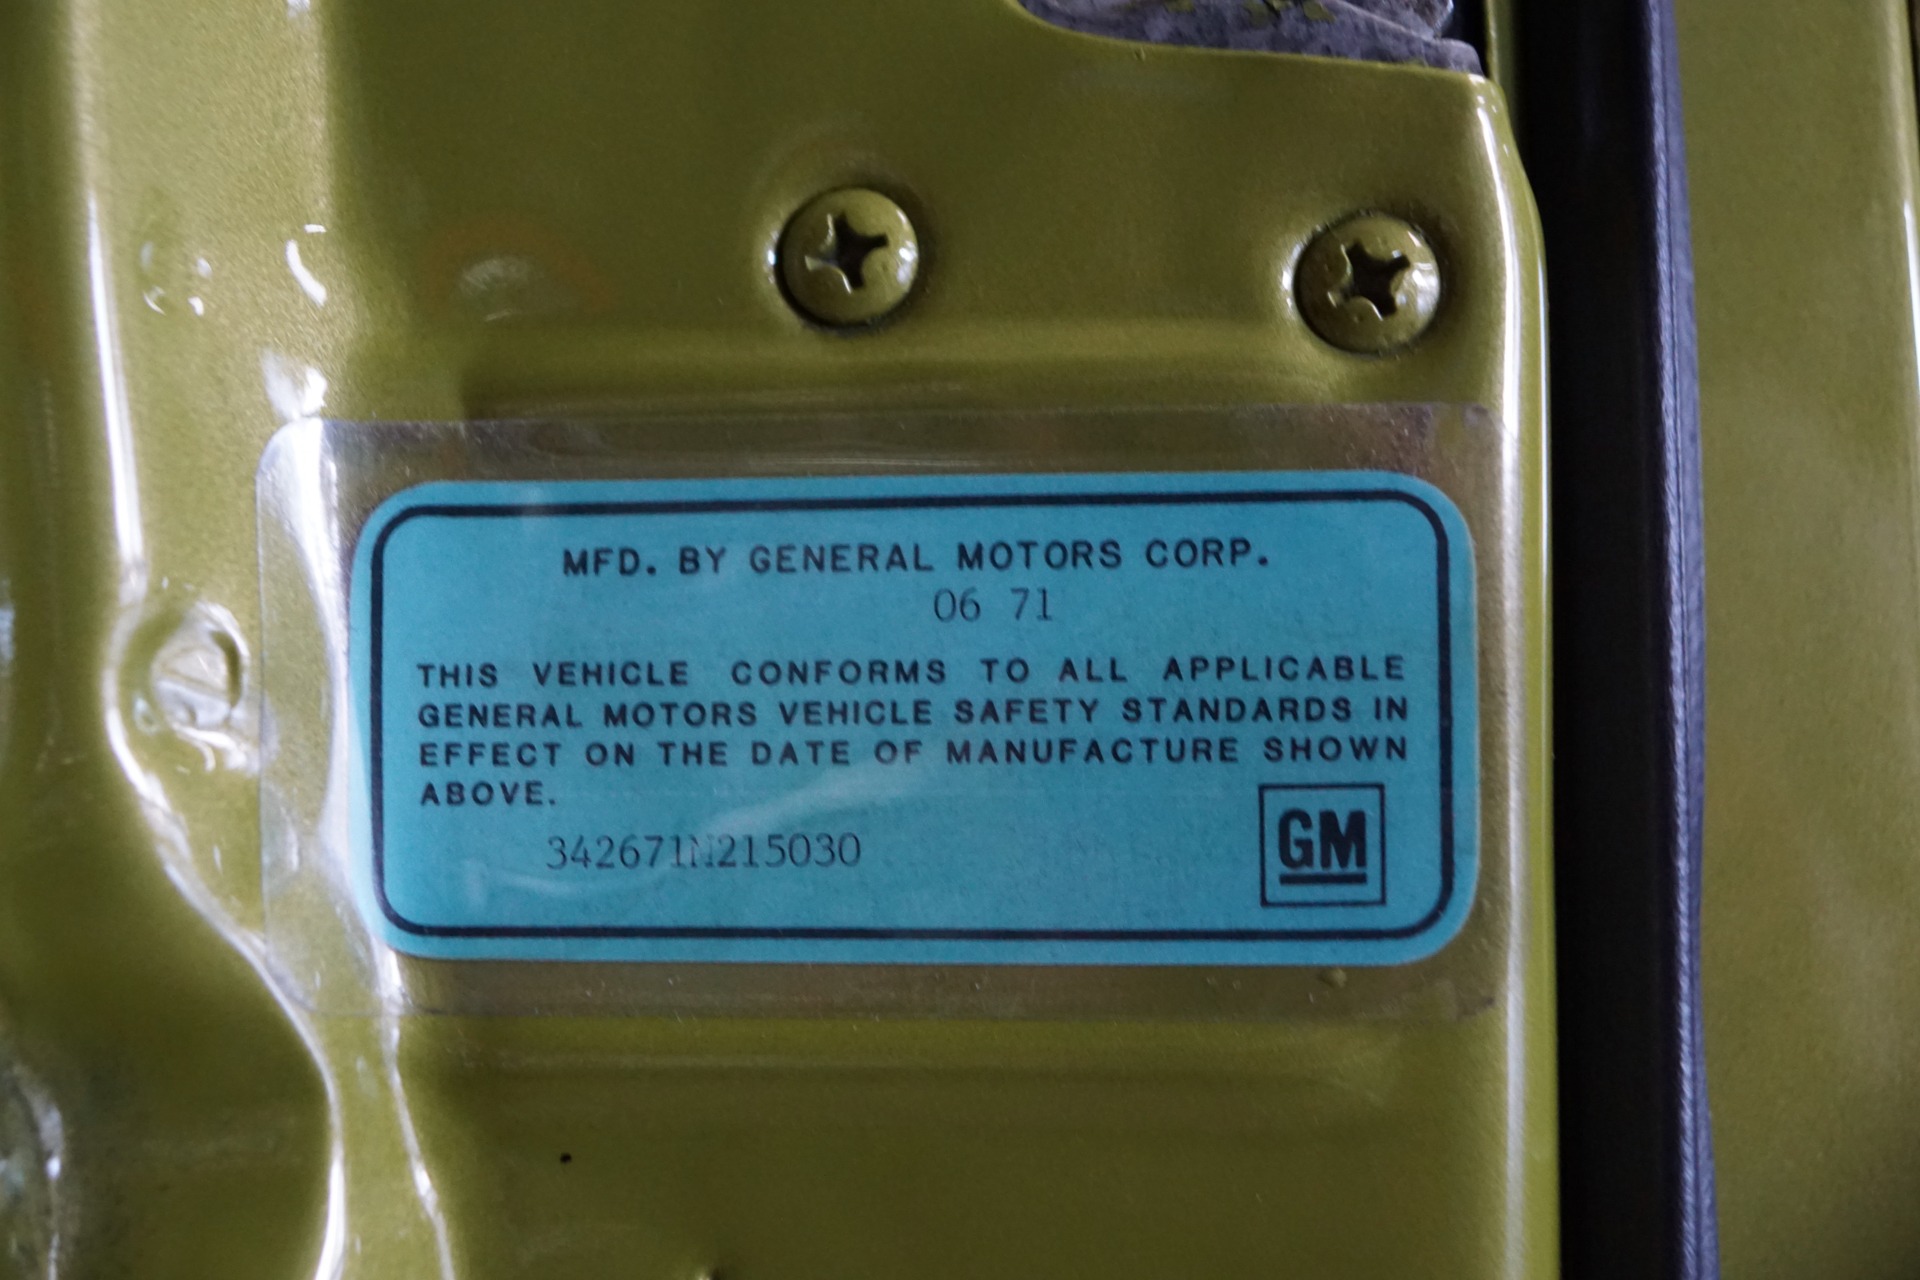 MFD. BY GENERAL MOTORS CORP.
06 71
THIS VEHICLE CONFORMS TO ALL APPLICABLE
GENERAL MOTORS VEHICLE SAFETY STANDARDS IN
EFFECT ON THE DATE OF MANUFACTURE SHOWN
ABOVE.
342671N215030
GM